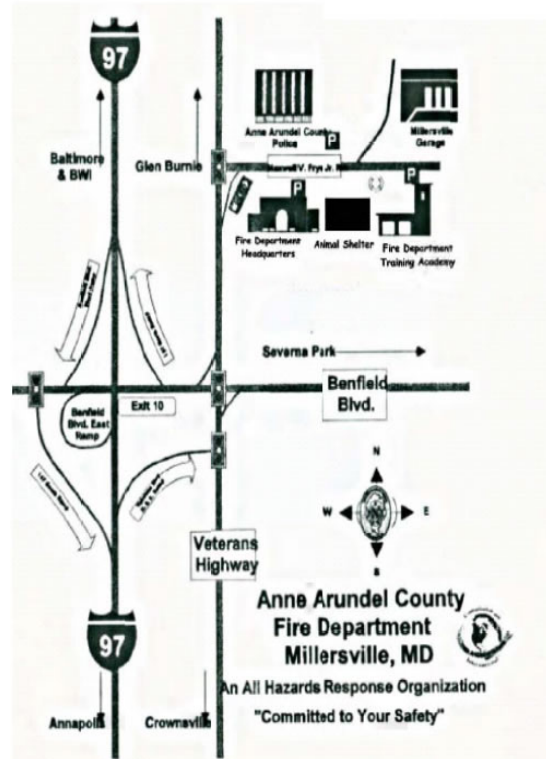 97
Baltimore
& BWI
Glen Burnie
Anne Arundel County
Police
P
Millersville
Garage
P
P
Fire Department
Headquarters
Animal Shelter
Fire Department
Training Academy
Severna Park
Benfield
Blvd.
Exit 10
Benfield
Blvd. East
Ramp
N
W
E
S
Veterans
Highway
Anne Arundel County
Fire Department
Millersville, MD
An All Hazards Response Organization
"Committed to Your Safety"
97
Annapolis
Crownsville